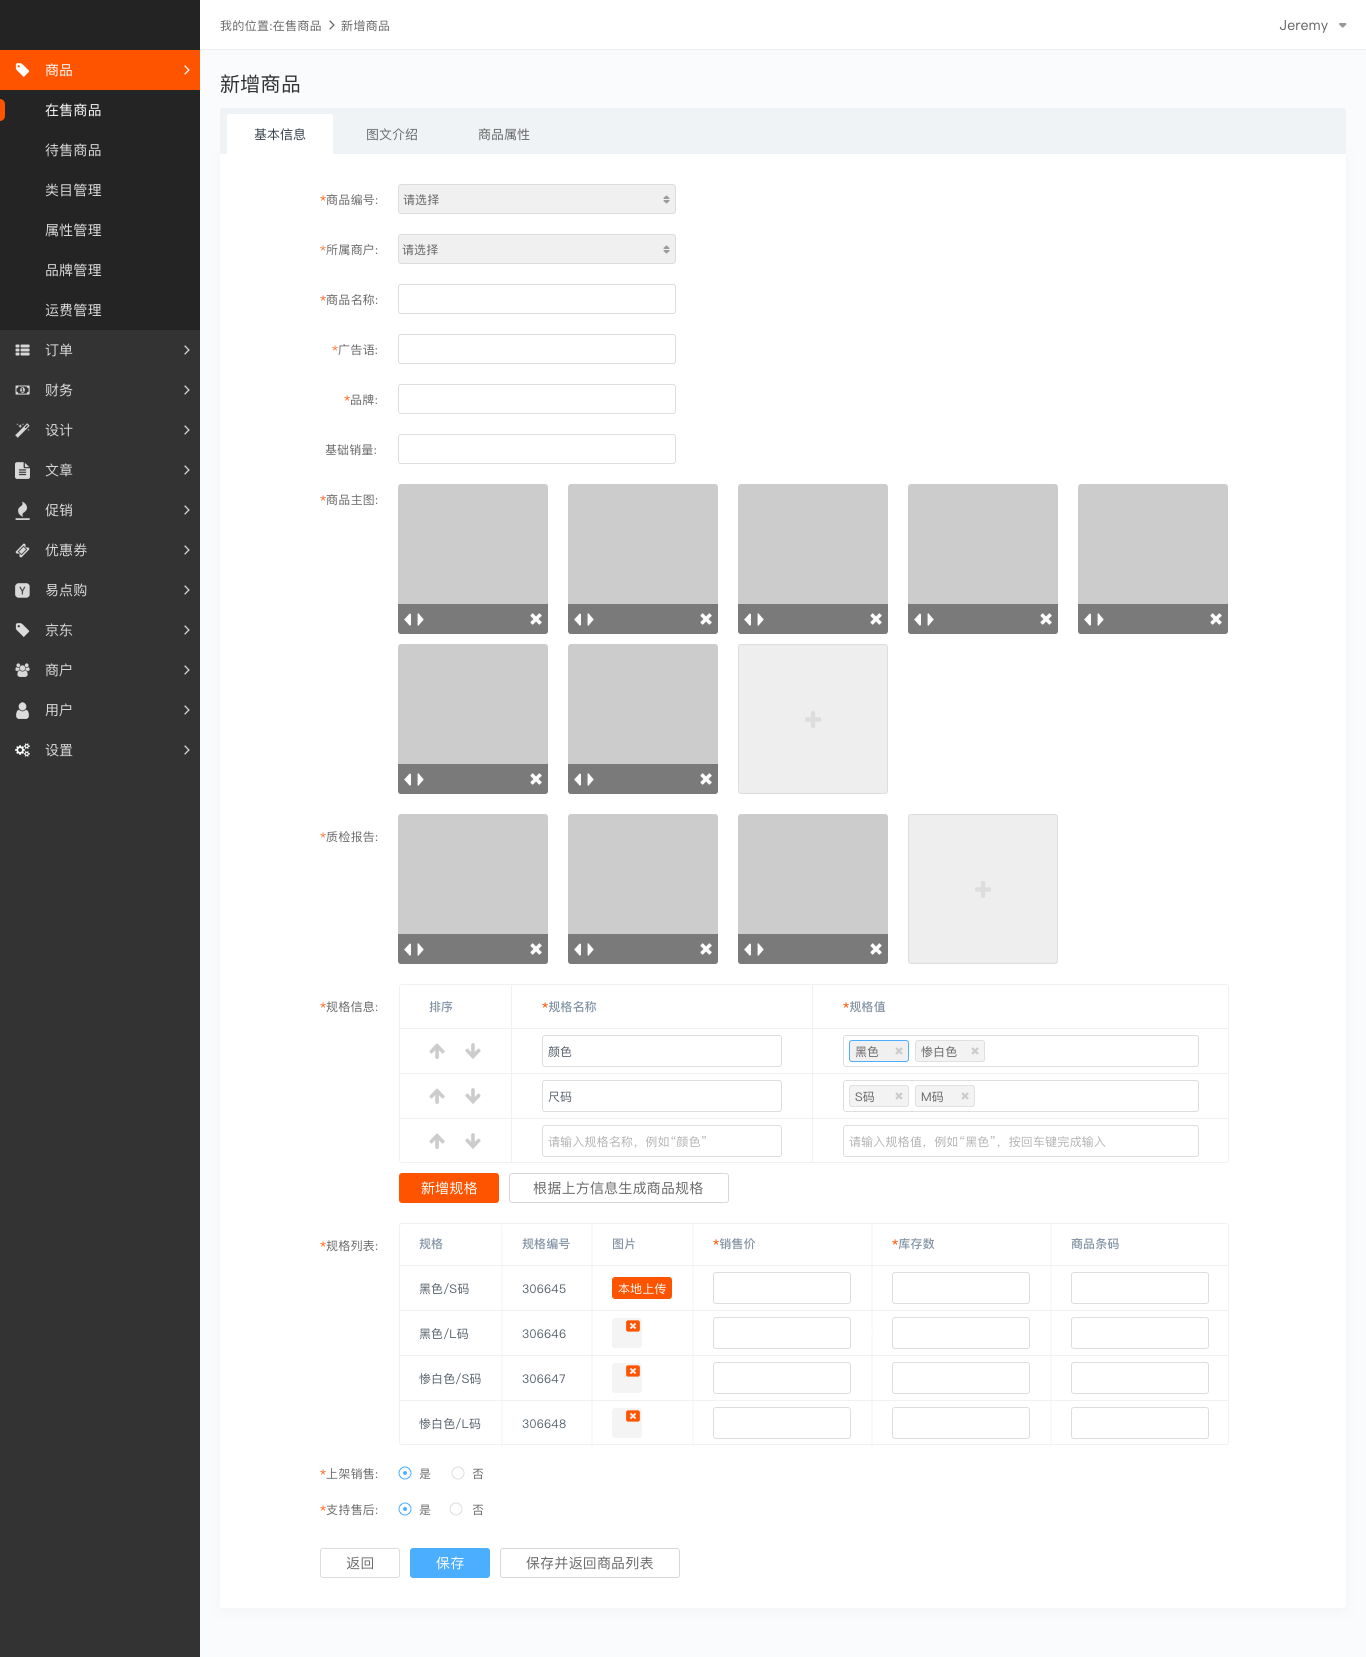 我的位置:在售商品 > 新增商品
Jeremy
商品
在售商品
待售商品
类目管理
属性管理
品牌管理
运费管理
订单
财务
设计
文章
促销
优惠券
易点购
京东
商户
用户
设置
新增商品
基本信息 图文介绍 商品属性
*商品编号: 请选择
*所属商户: 请选择
*商品名称:
*广告语:
*品牌:
基础销量:
*商品主图:
*质检报告:
*规格信息: 排序 *规格名称 *规格值
颜色 黑色 惨白色
尺码 S码 M码
请输入规格名称，例如“颜色” 请输入规格值，例如“黑色”，按回车键完成输入
新增规格 根据上方信息生成商品规格
*规格列表: 规格 规格编号 图片 *销售价 *库存数 商品条码
黑色/S码 306645 本地上传
黑色/L码 306646
惨白色/S码 306647
惨白色/L码 306648
*上架销售: 是 否
*支持售后: 是 否
返回 保存 保存并返回商品列表